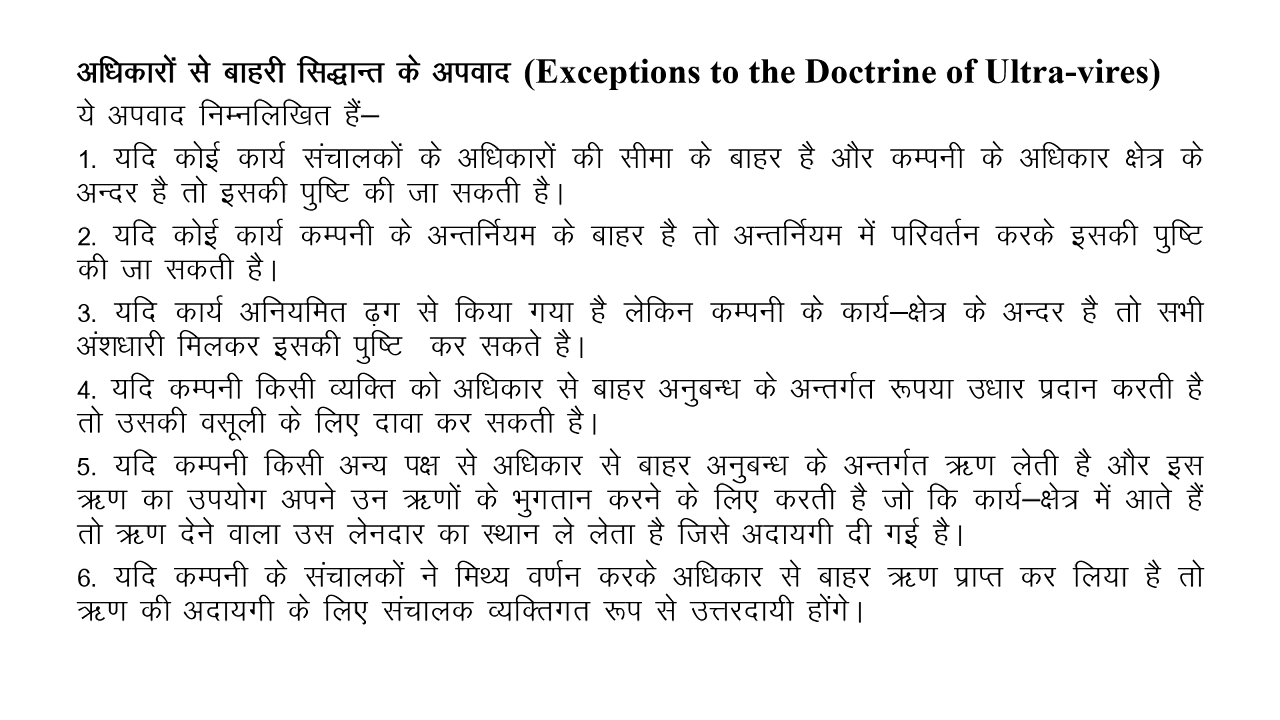 अधिकारों से बाहरी सिद्धान्त के अपवाद (Exceptions to the Doctrine of Ultra-vires)
ये अपवाद निम्नलिखित हैं–
1. यदि कोई कार्य संचालकों के अधिकारों की सीमा के बाहर है और कम्पनी के अधिकार क्षेत्र के
अन्दर है तो इसकी पुष्टि की जा सकती है।
2. यदि कोई कार्य कम्पनी के अन्तर्नियम के बाहर है तो अन्तर्नियम में परिवर्तन करके इसकी पुष्टि
की जा सकती है।
3. यदि कार्य अनियमित ढ़ग से किया गया है लेकिन कम्पनी के कार्य–क्षेत्र के अन्दर है तो सभी
अंशधारी मिलकर इसकी पुष्टि कर सकते है।
4. यदि कम्पनी किसी व्यक्ति को अधिकार से बाहर अनुबन्ध के अन्तर्गत रूपया उधार प्रदान करती है
तो उसकी वसूली के लिए दावा कर सकती है।
5. यदि कम्पनी किसी अन्य पक्ष से अधिकार से बाहर अनुबन्ध के अन्तर्गत ऋण लेती है और इस
ऋण का उपयोग अपने उन ऋणों के भुगतान करने के लिए करती है जो कि कार्य–क्षेत्र में आते हैं
तो ऋण देने वाला उस लेनदार का स्थान ले लेता है जिसे अदायगी दी गई है।
6. यदि कम्पनी के संचालकों ने मिथ्य वर्णन करके अधिकार से बाहर ऋण प्राप्त कर लिया है तो
ऋण की अदायगी के लिए संचालक व्यक्तिगत रूप से उत्तरदायी होंगे।